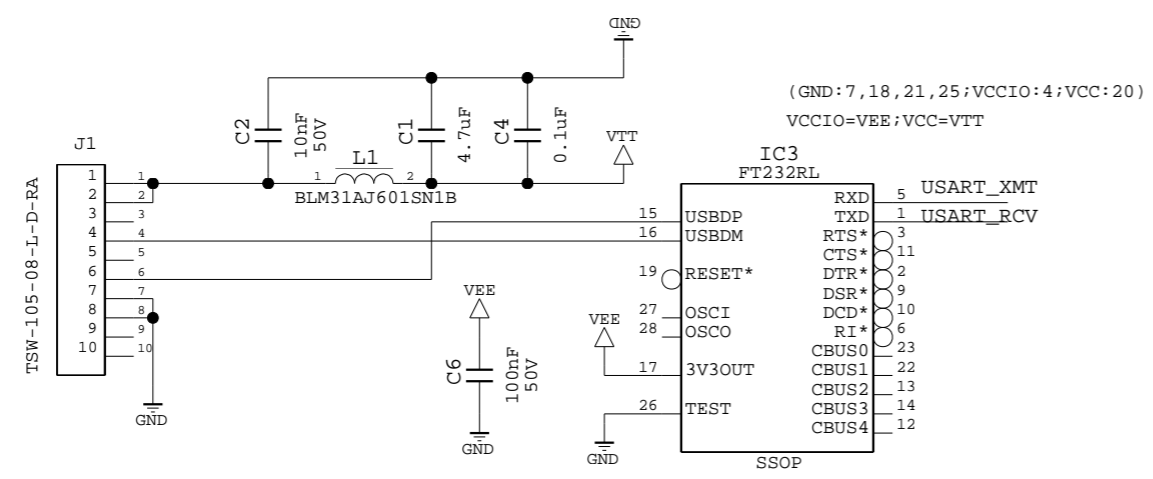 GND
(GND:7,18,21,25;VCCIO:4;VCC:20)
VCCIO=VEE;VCC=VTT
C2
10nF
50V
C1
4.7uF
C4
0.1uF
VTT
J1
TSW-105-08-L-D-RA
1 1
2 2
3 3
4 4
5 5
6 6
7 7
8 8
9 9
10 10
GND
L1
1 2
BLM31AJ601SN1B
VEE
C6
100nF
50V
GND
IC3
FT232RL
15 USBDP
16 USBDM
19 RESET*
27 OSCI
28 OSCO
VEE
17 3V3OUT
26 TEST
GND
RXD 5 USART_XMT
TXD 1 USART_RCV
RTS* 3
CTS* 11
DTR* 2
DSR* 9
DCD* 10
RI* 6
CBUS0 23
CBUS1 22
CBUS2 13
CBUS3 14
CBUS4 12
SSOP